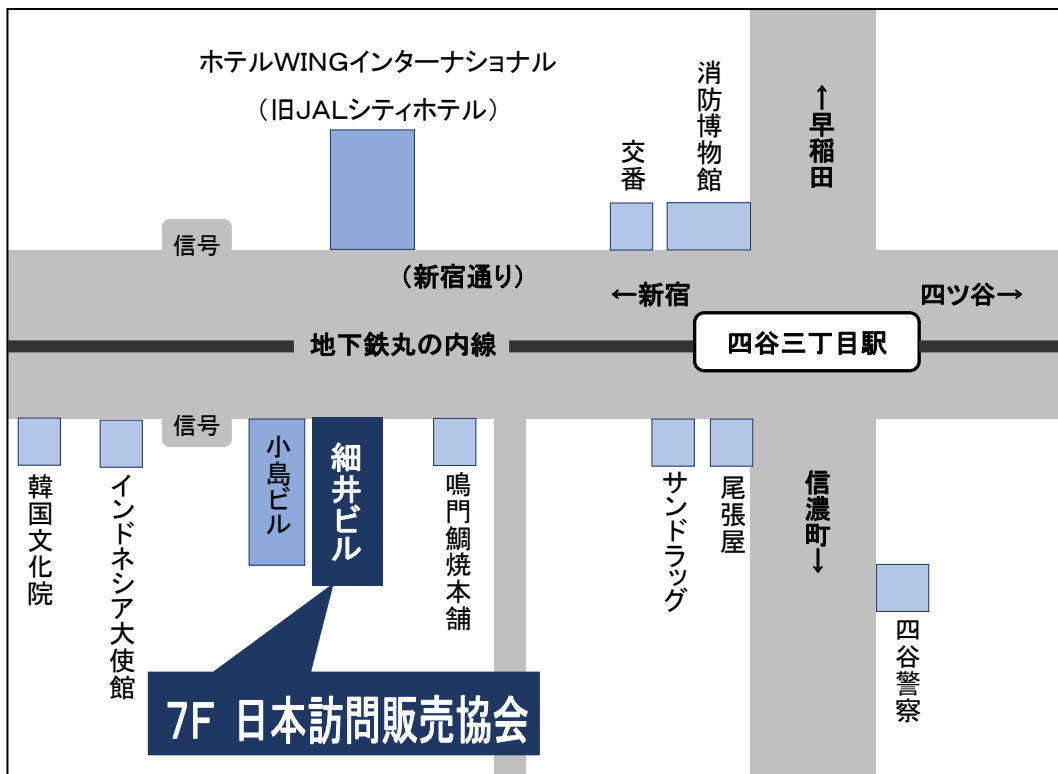 ホテルWINGインターナショナル
（旧JALシティホテル）
消防博物館
交番
↑早稲田
信号
（新宿通り）
←新宿
四ツ谷→
地下鉄丸の内線
四谷三丁目駅
信号
韓国文化院
インドネシア大使館
小島ビル
細井ビル
鳴門鯛焼本舗
サンドラッグ
尾張屋
信濃町→
四谷警察
7F 日本訪問販売協会